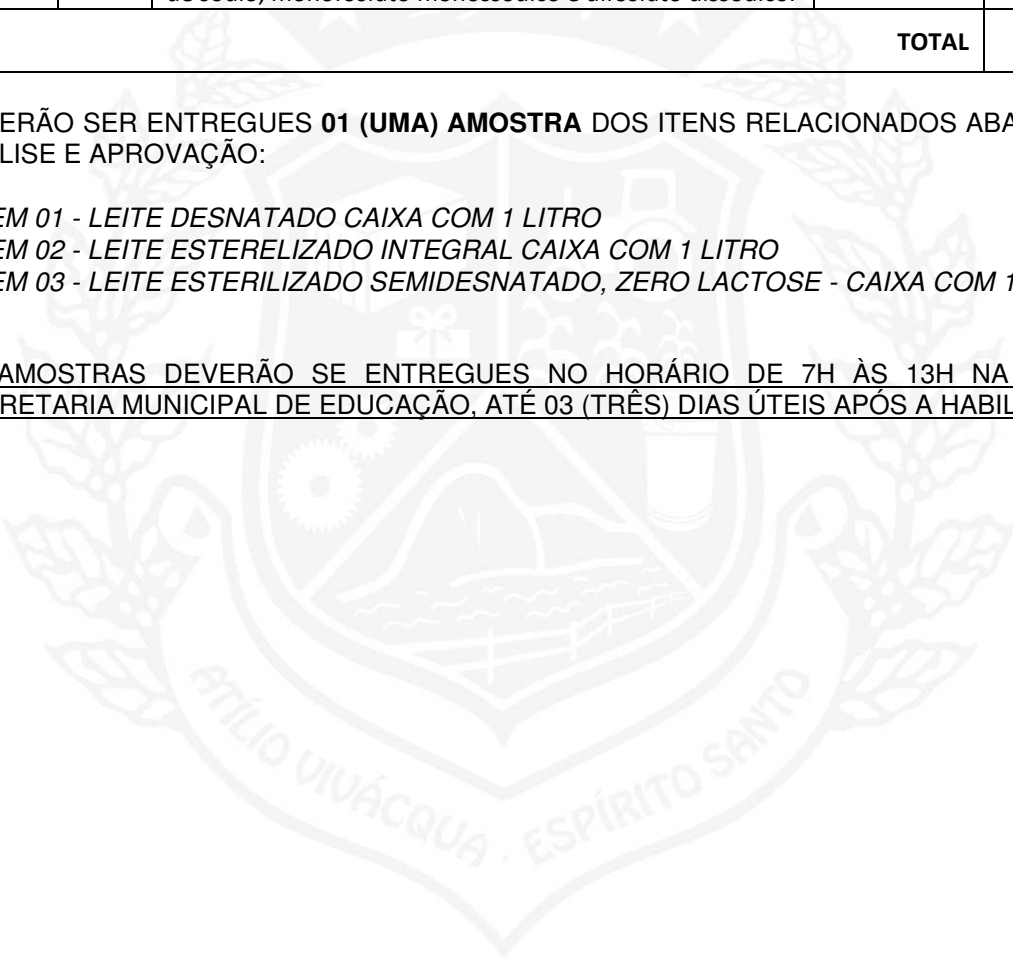 TOTAL
ERÃO SER ENTREGUES 01 (UMA) AMOSTRA DOS ITENS RELACIONADOS ABA
LISE E APROVAÇÃO:
EM 01 - LEITE DESNATADO CAIXA COM 1 LITRO
EM 02 - LEITE ESTERELIZADO INTEGRAL CAIXA COM 1 LITRO
EM 03 - LEITE ESTERILIZADO SEMIDESNATADO, ZERO LACTOSE - CAIXA COM 1
AMOSTRAS DEVERÃO SE ENTREGUES NO HORÁRIO DE 7H ÀS 13H NA
RETARIA MUNICIPAL DE EDUCAÇÃO, ATÉ 03 (TRÊS) DIAS ÚTEIS APÓS A HABIL
ATÍLIO VIVÁCQUA - ESPÍRITO SANTO